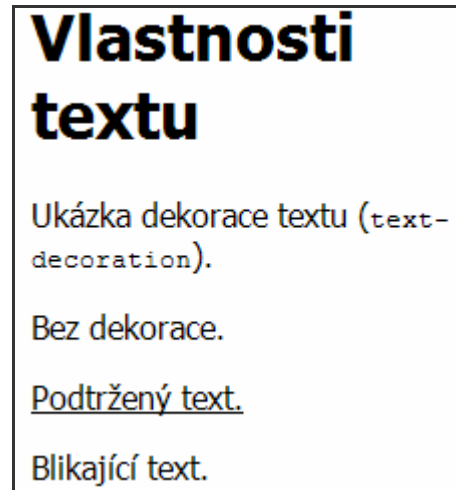 Vlastnosti
textu
Ukázka dekorace textu (text-
decoration).
Bez dekorace.
Podtržený text.
Blikající text.